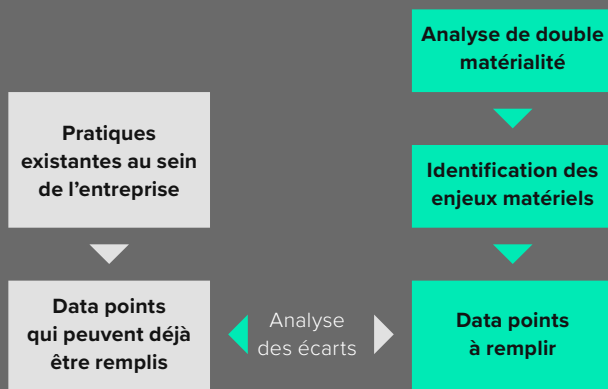 Analyse de double
matérialité
Pratiques
existantes au sein
de l’entreprise
Identification des
enjeux matériels
Data points
qui peuvent déjà
être remplis
Analyse
des écarts
Data points
à remplir